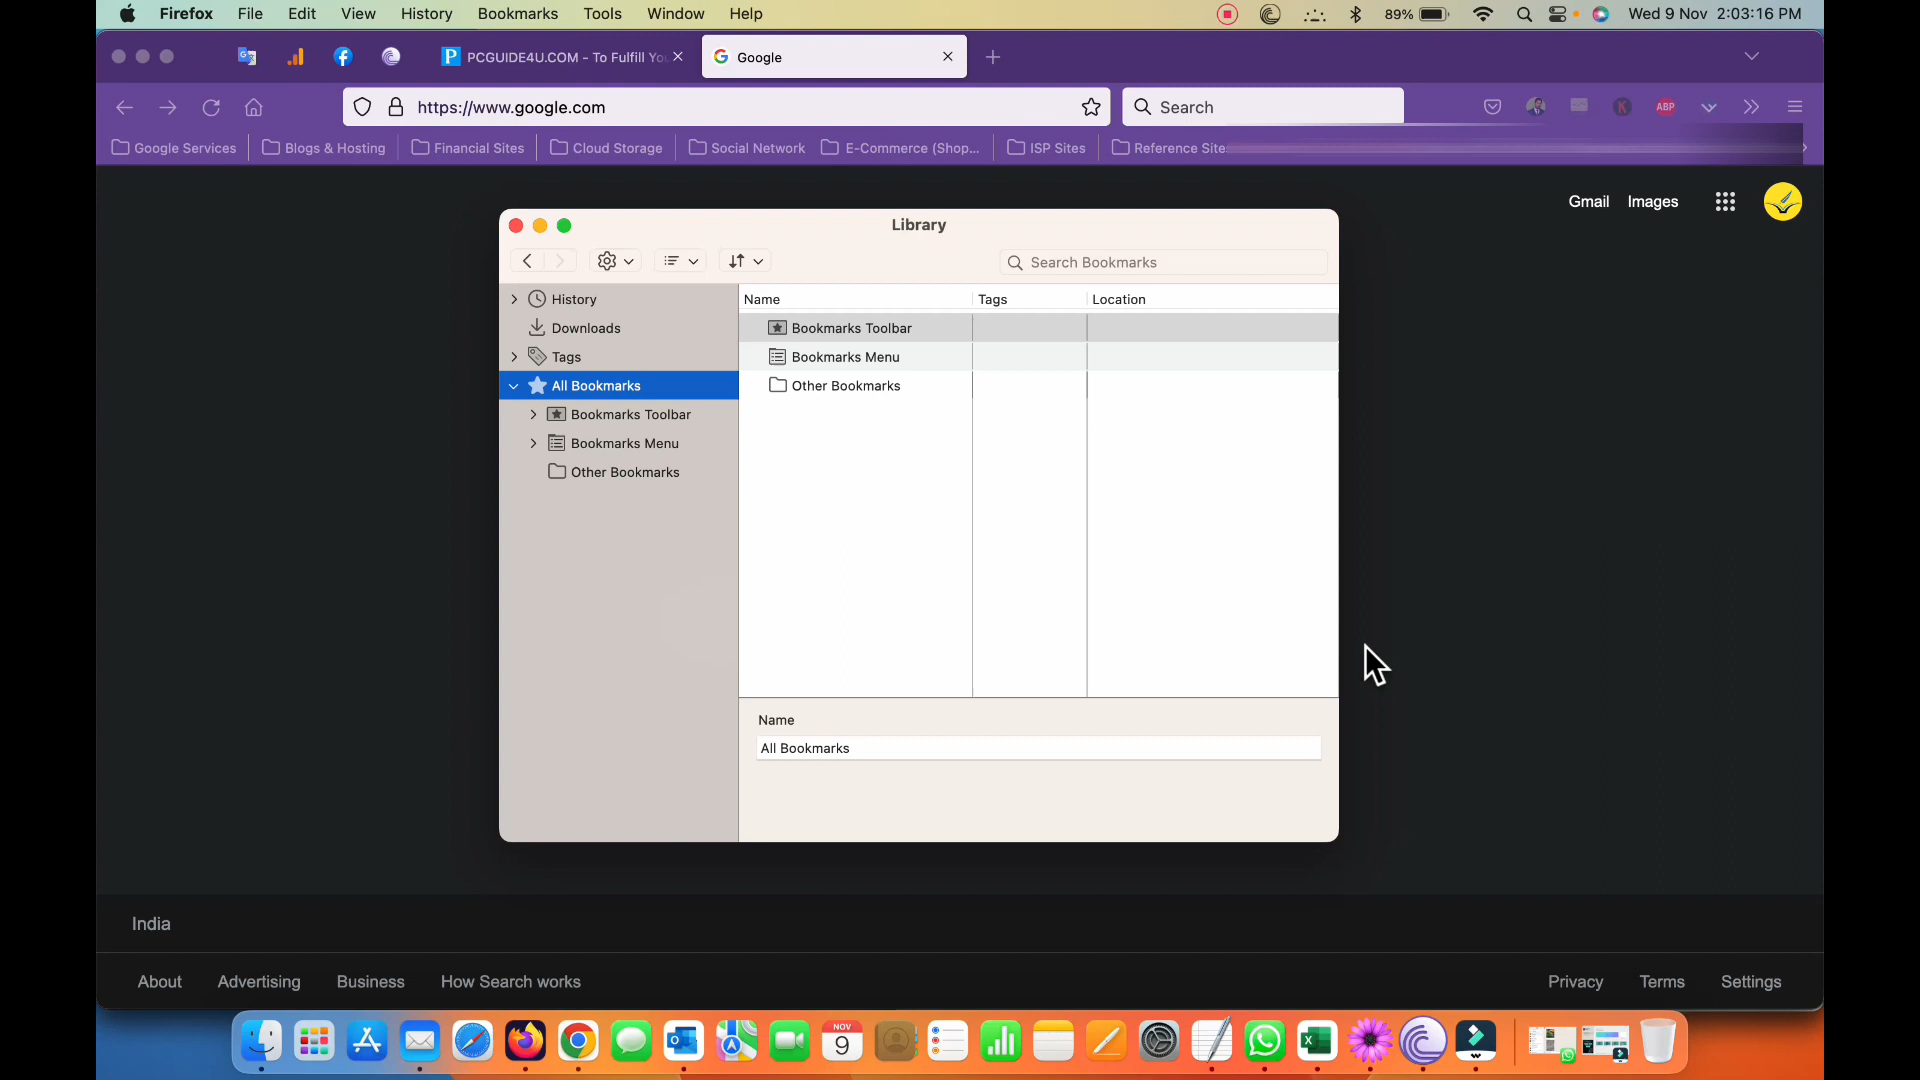 Firefox File Edit View History Bookmarks Tools Window Help 89% Wed 9 Nov 2:03:16 PM
PCGUIDE4U.COM - To Fulfill Yo Google
https://www.google.com Search ABP
Google Services Blogs & Hosting Financial Sites Cloud Storage Social Network E-Commerce (Shop... ISP Sites Reference Site
Gmail Images
Library
Search Bookmarks
History
Downloads
Tags
All Bookmarks
Bookmarks Toolbar
Bookmarks Menu
Other Bookmarks
Name Tags Location
Bookmarks Toolbar
Bookmarks Menu
Other Bookmarks
Name
All Bookmarks
India
About Advertising Business How Search works Privacy Terms Settings
NOV
9